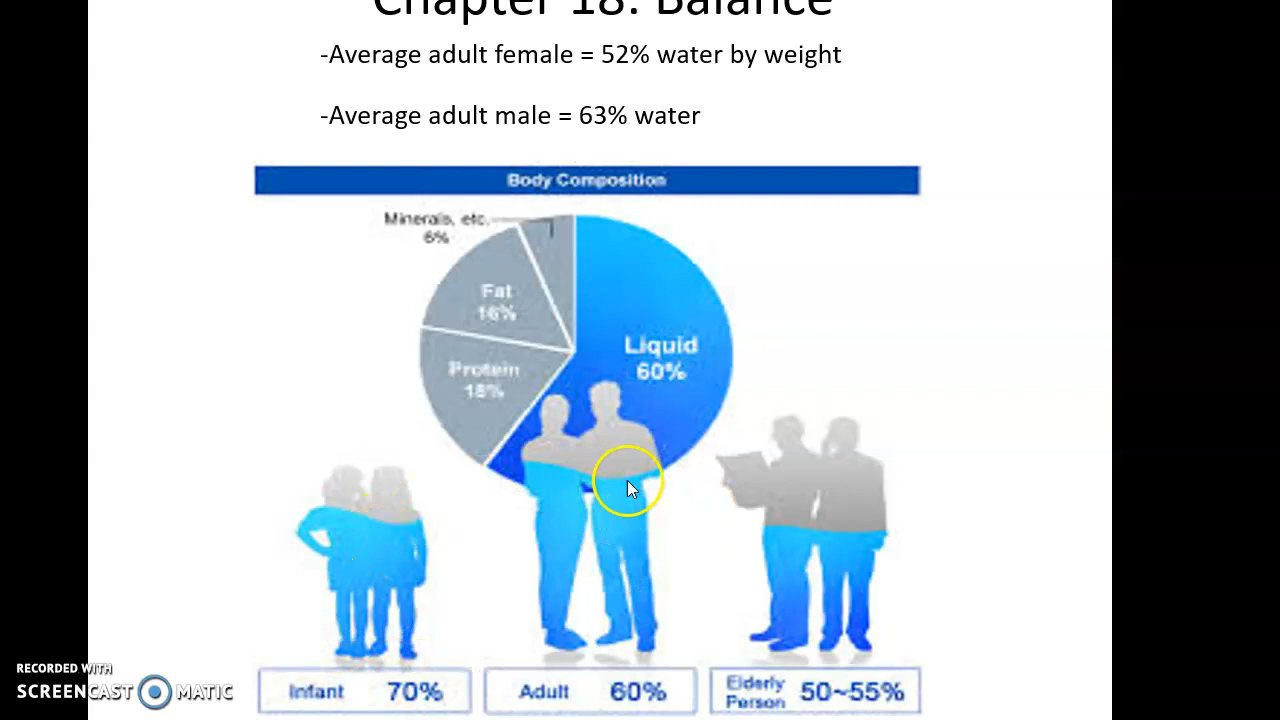 Chapter 18: Balance
-Average adult female = 52% water by weight
-Average adult male = 63% water
Body Composition
Minerals, etc.
6%
Fat
16%
Protein
18%
Liquid
60%
Infant 70%
Adult 60%
Elderly
Person 50~55%
RECORDED WITH
SCREENCAST MATIC